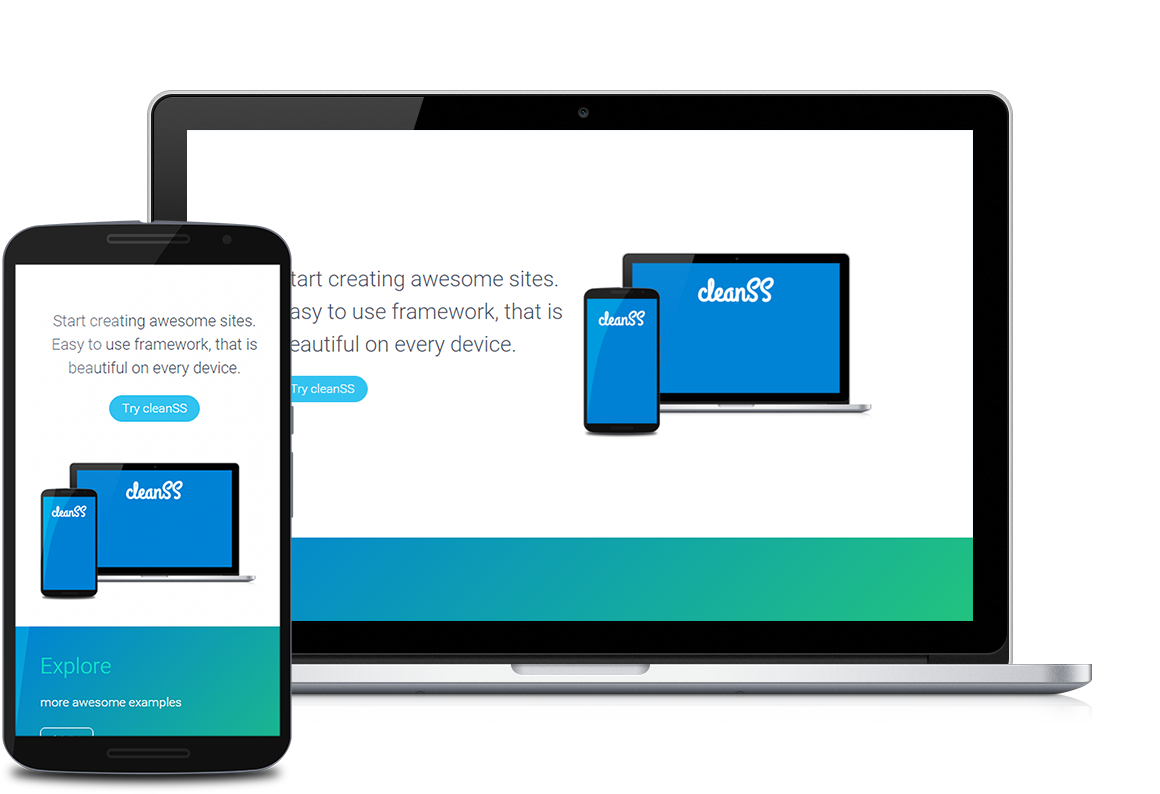 Start creating awesome sites.
Easy to use framework, that is
beautiful on every device.
Try cleanSS
cleanSS
cleanSS
Explore
more awesome examples
tart creating awesome sites.
asy to use framework, that is
eautiful on every device.
Try cleanSS
cleanSS
cleanSS